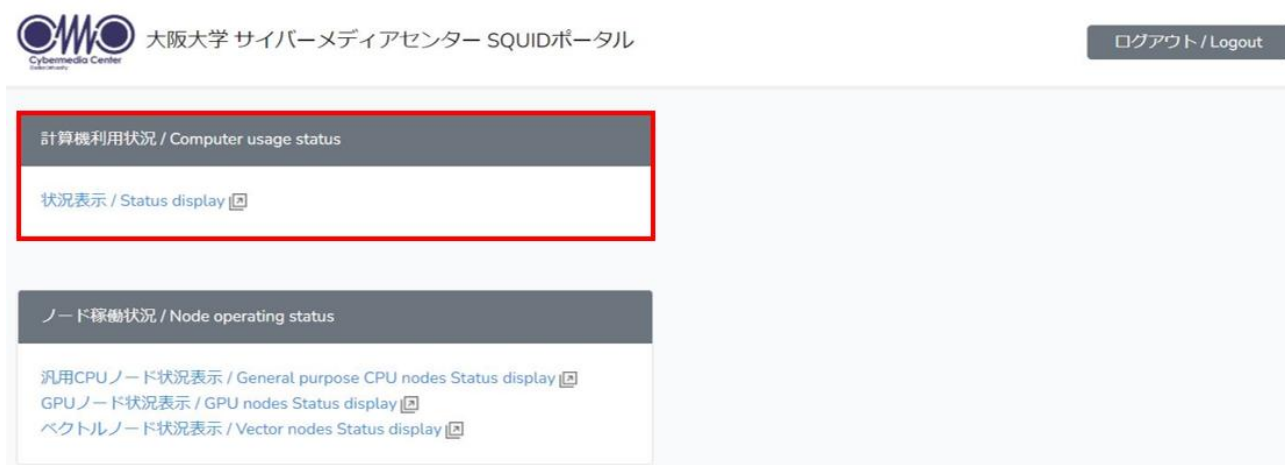 Cybermedia Center
大阪大学 サイバーメディアセンター SQUIDポータル
ログアウト / Logout
計算機利用状況 / Computer usage status
状況表示 / Status display
ノード稼働状況 / Node operating status
汎用CPUノード状況表示 / General purpose CPU nodes Status display
GPUノード状況表示 / GPU nodes Status display
ベクトルノード状況表示 / Vector nodes Status display